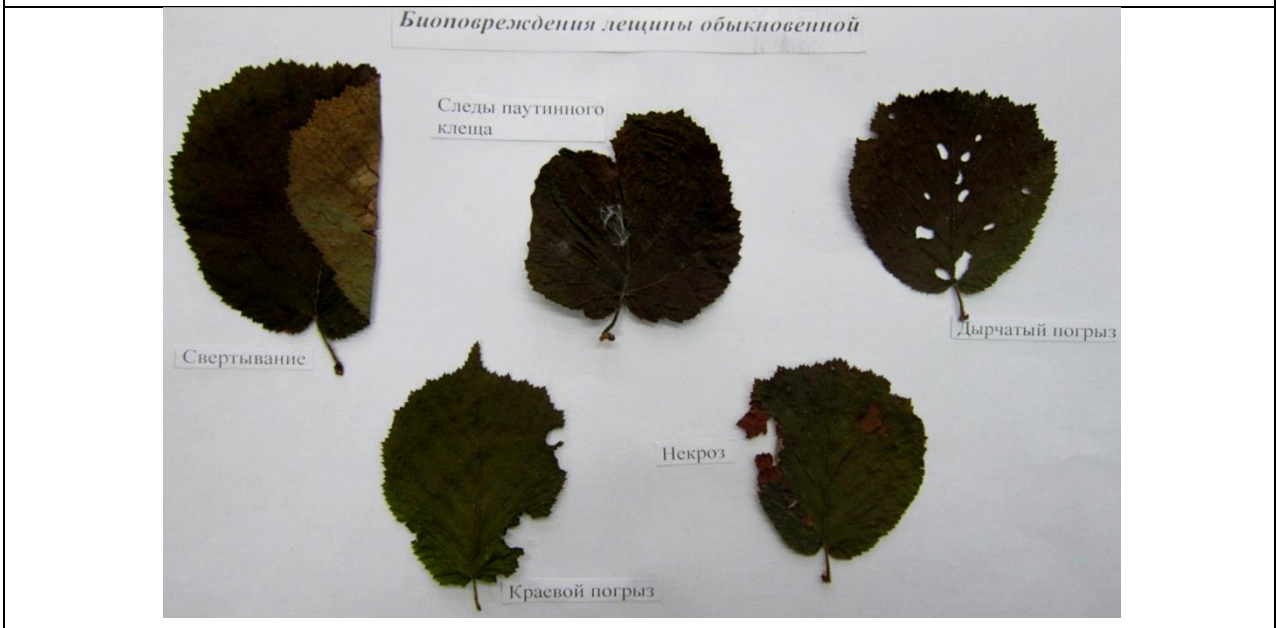 Биоповреждения лещины обыкновенной
Следы паутинного
клеща
Дырчатый погрыз
Свертывание
Некроз
Краевой погрыз